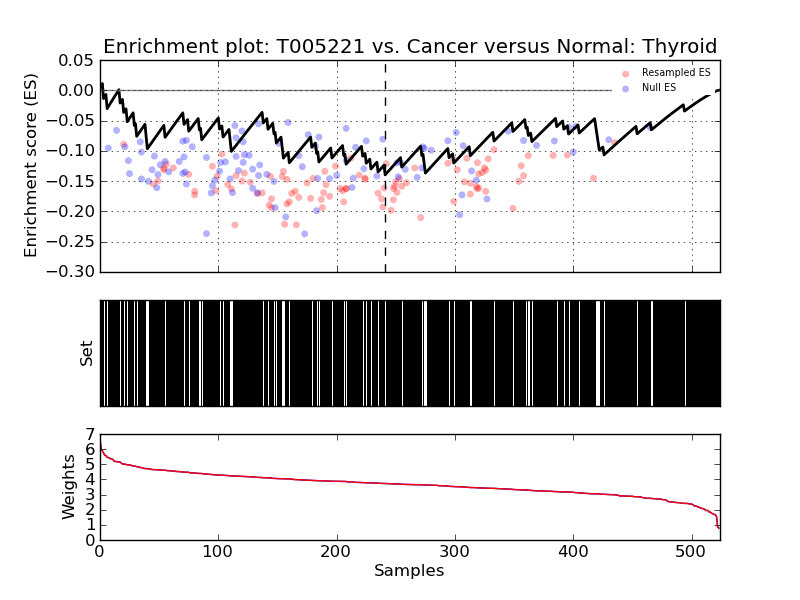 Enrichment plot: T005221 vs. Cancer versus Normal: Thyroid
0.05
0.00
−0.05
−0.10
−0.15
−0.20
−0.25
−0.30
Enrichment score (ES)
Resampled ES
Null ES
Set
7
6
5
4
3
2
1
0
Weights
0 100 200 300 400 500
Samples